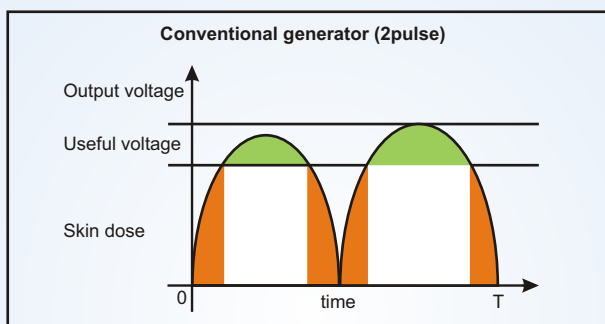 Conventional generator (2pulse)
Output voltage
Useful voltage
Skin dose
0
time
T